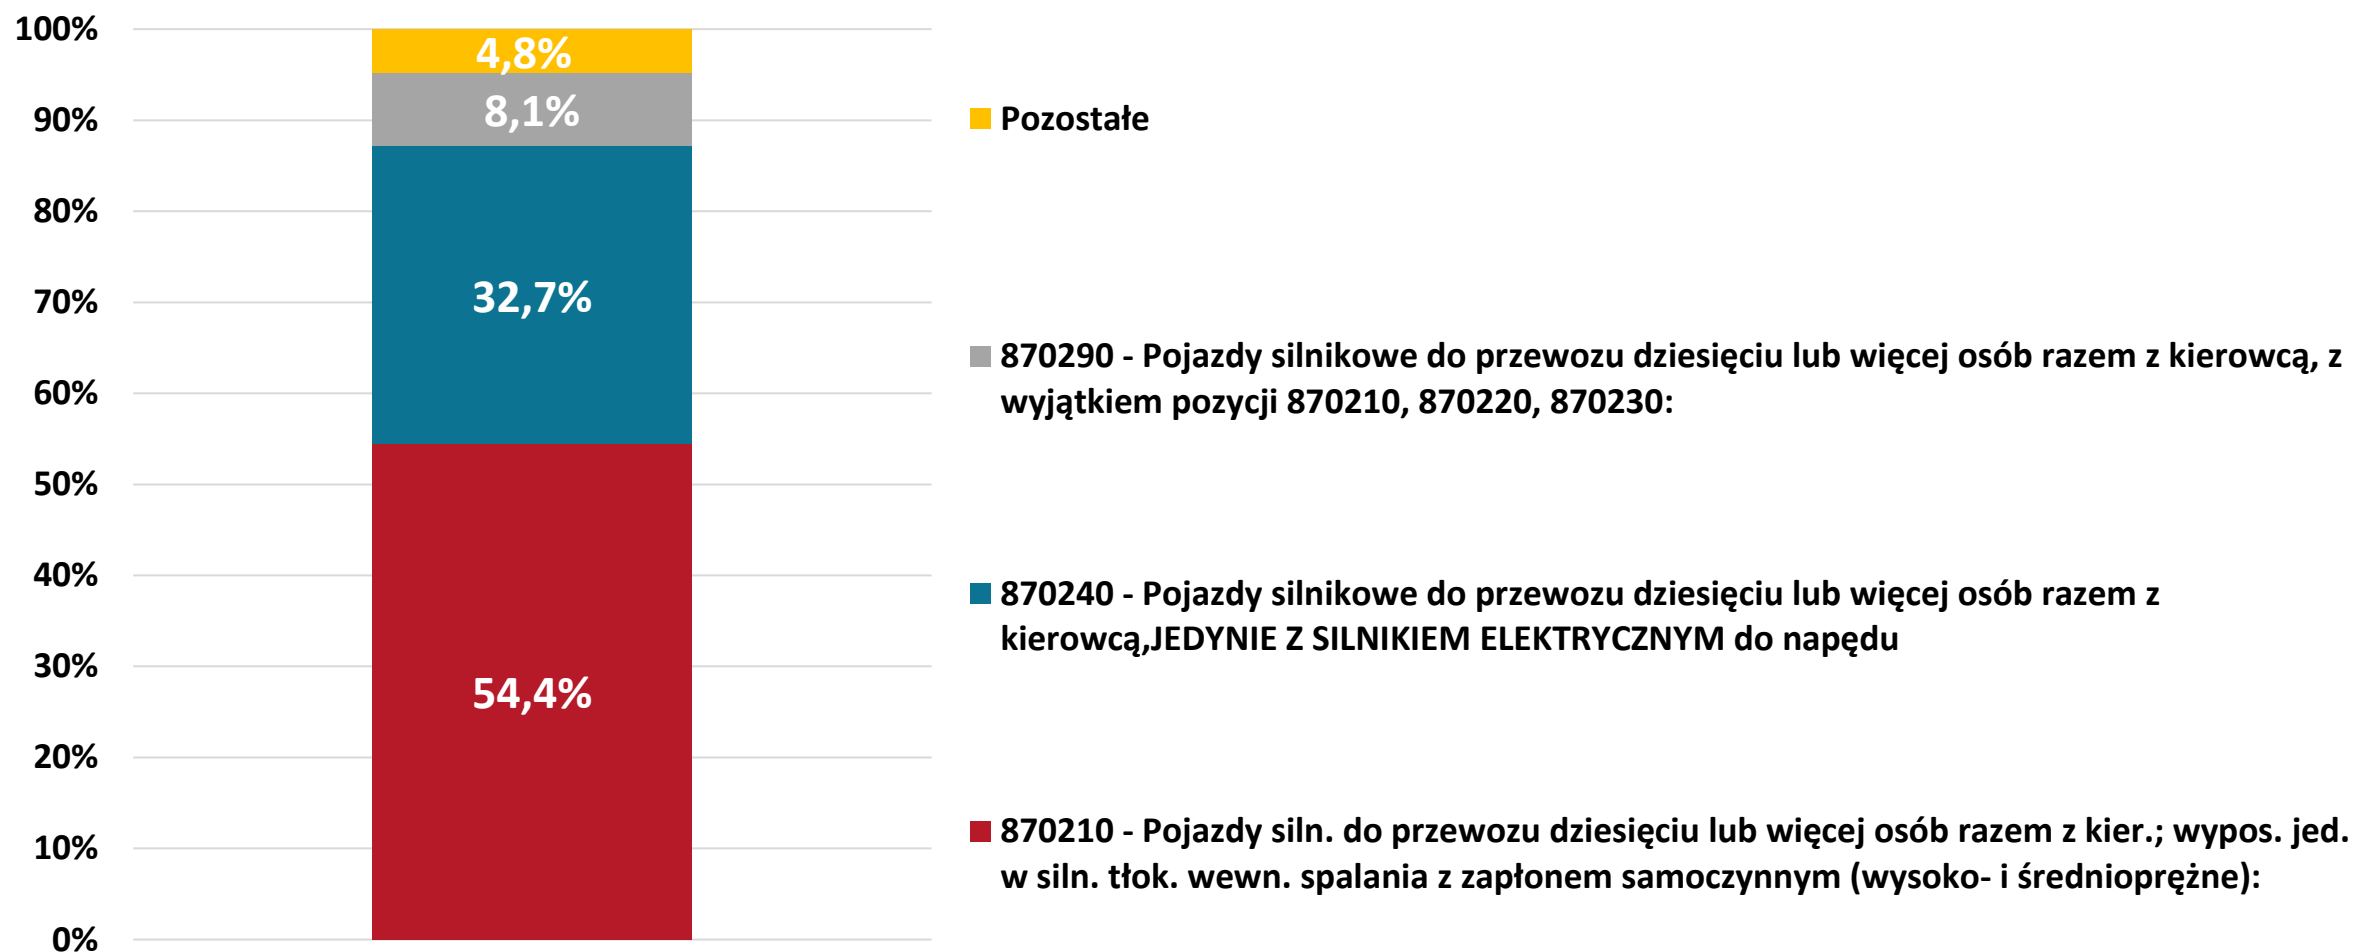 100%
90%
80%
70%
60%
50%
40%
30%
20%
10%
0%
4,8%
8,1%
32,7%
54,4%
Pozostałe
870290 - Pojazdy silnikowe do przewozu dziesięciu lub więcej osób razem z kierowcą, z
wyjątkiem pozycji 870210, 870220, 870230:
870240 - Pojazdy silnikowe do przewozu dziesięciu lub więcej osób razem z
kierowcą,JEDYNIE Z SILNIKIEM ELEKTRYCZNYM do napędu
870210 - Pojazdy siln. do przewozu dziesięciu lub więcej osób razem z kier.; wypos. jed.
w siln. tłok. wewn. spalania z zapłonem samoczynnym (wysoko- i średnioprężne):